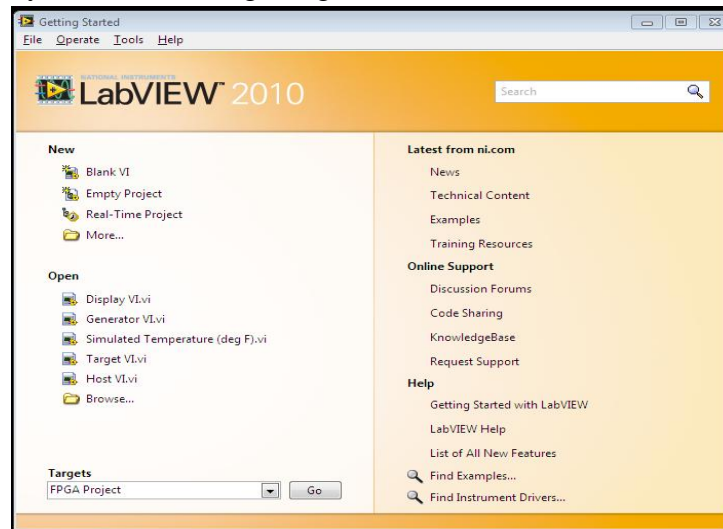 Getting Started
File Operate Tools Help
NATIONAL INSTRUMENTS
LabVIEW™ 2010
Search
New
Blank VI
Empty Project
Real-Time Project
More...
Open
Display VI.vi
Generator VI.vi
Simulated Temperature (deg F).vi
Target VI.vi
Host VI.vi
Browse...
Targets
FPGA Project
Go
Latest from ni.com
News
Technical Content
Examples
Training Resources
Online Support
Discussion Forums
Code Sharing
KnowledgeBase
Request Support
Help
Getting Started with LabVIEW
LabVIEW Help
List of All New Features
Find Examples...
Find Instrument Drivers...